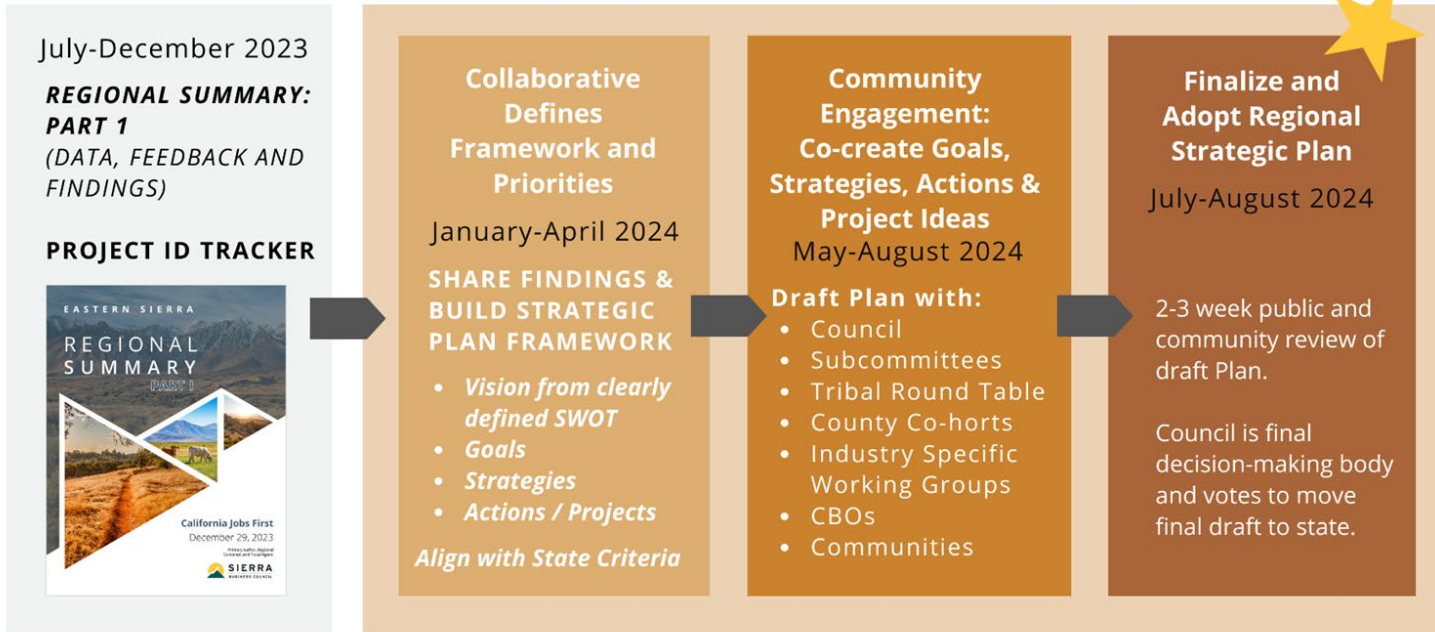 July-December 2023
REGIONAL SUMMARY:
PART 1
(DATA, FEEDBACK AND
FINDINGS)
PROJECT ID TRACKER
EASTERN SIERRA
REGIONAL
SUMMARY
PART I
California Jobs First
December 29, 2023
SIERRA
BUSINESS COUNCIL
Collaborative
Defines
Framework and
Priorities
January-April 2024
SHARE FINDINGS &
BUILD STRATEGIC
PLAN FRAMEWORK
• Vision from clearly
defined SWOT
• Goals
• Strategies
• Actions / Projects
Align with State Criteria
Community
Engagement:
Co-create Goals,
Strategies, Actions &
Project Ideas
May-August 2024
Draft Plan with:
• Council
• Subcommittees
• Tribal Round Table
• County Co-horts
• Industry Specific
Working Groups
• CBOs
• Communities
Finalize and
Adopt Regional
Strategic Plan
July-August 2024
2-3 week public and
community review of
draft Plan.
Council is final
decision-making body
and votes to move
final draft to state.